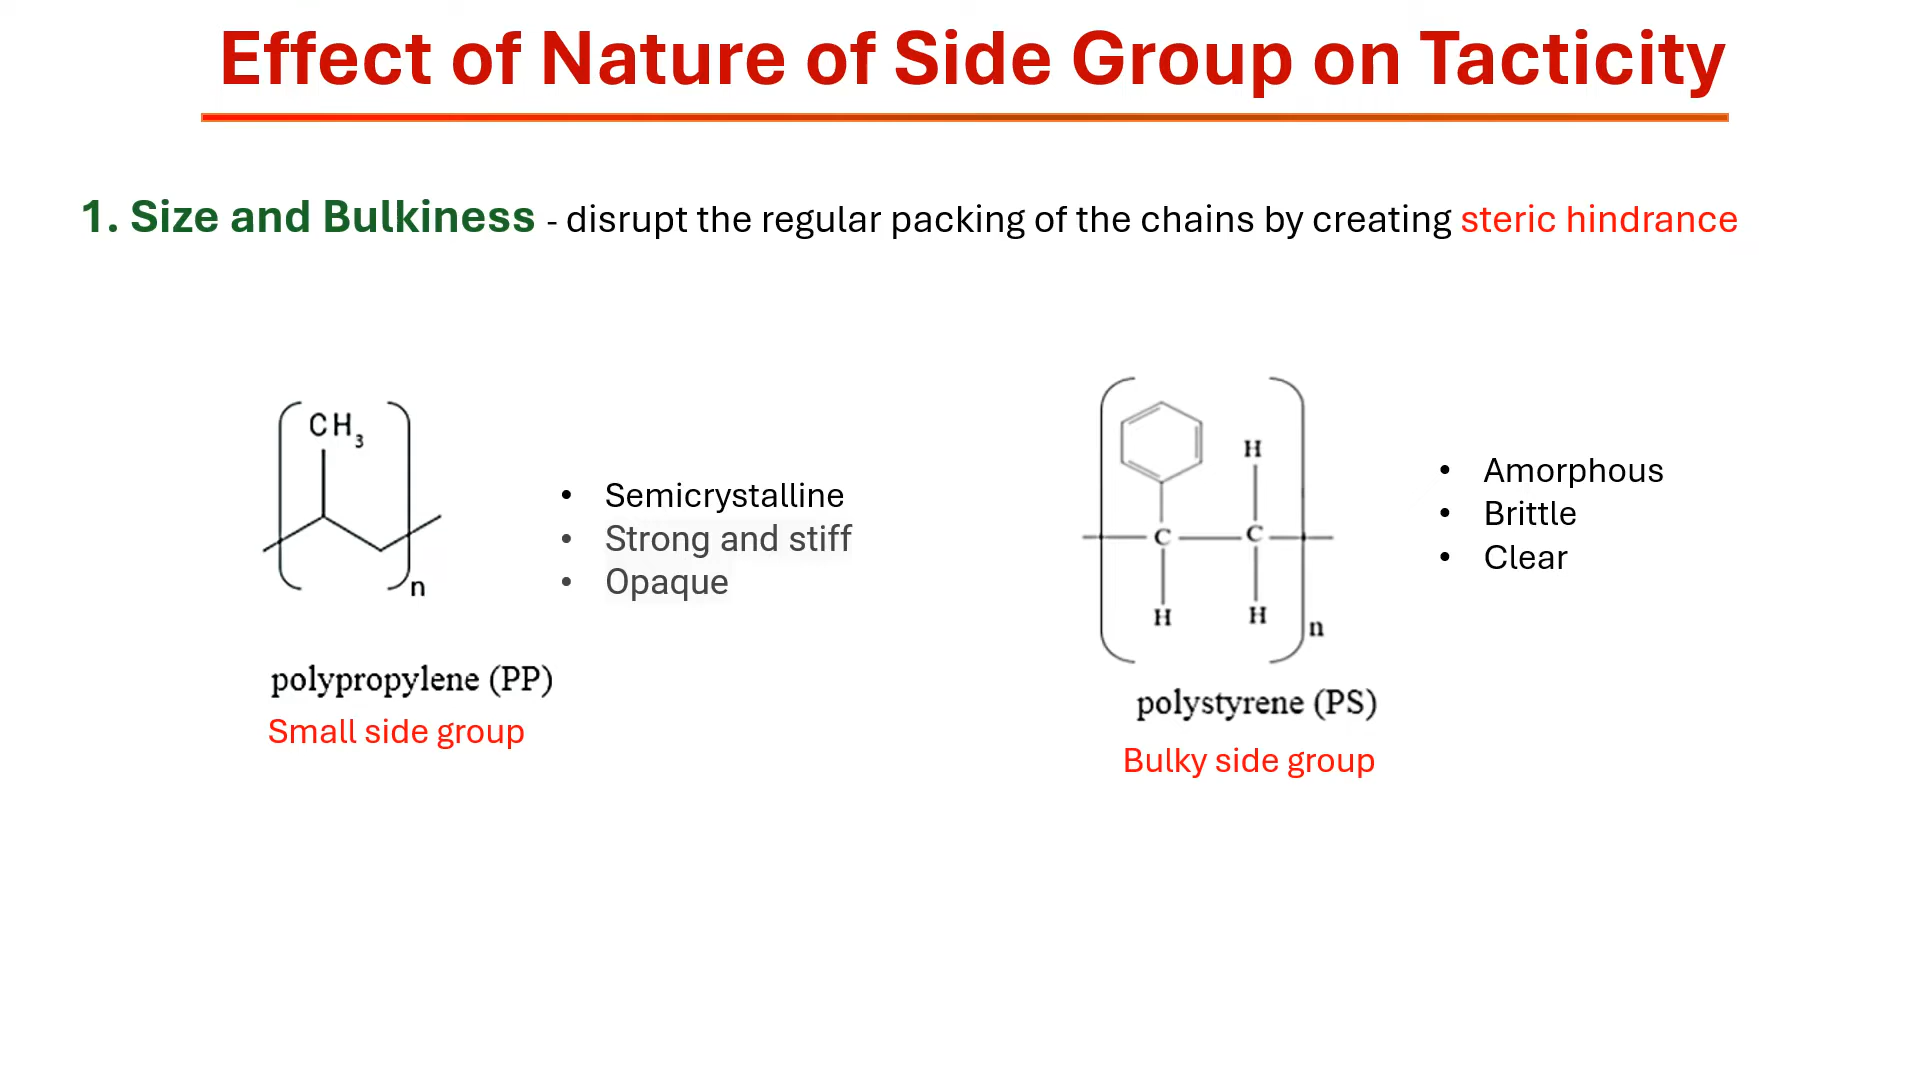 Effect of Nature of Side Group on Tacticity
1. Size and Bulkiness - disrupt the regular packing of the chains by creating steric hindrance
CH3
n
• Semicrystalline
• Strong and stiff
• Opaque
polypropylene (PP)
Small side group
H
C C
H H
n
• Amorphous
• Brittle
• Clear
polystyrene (PS)
Bulky side group